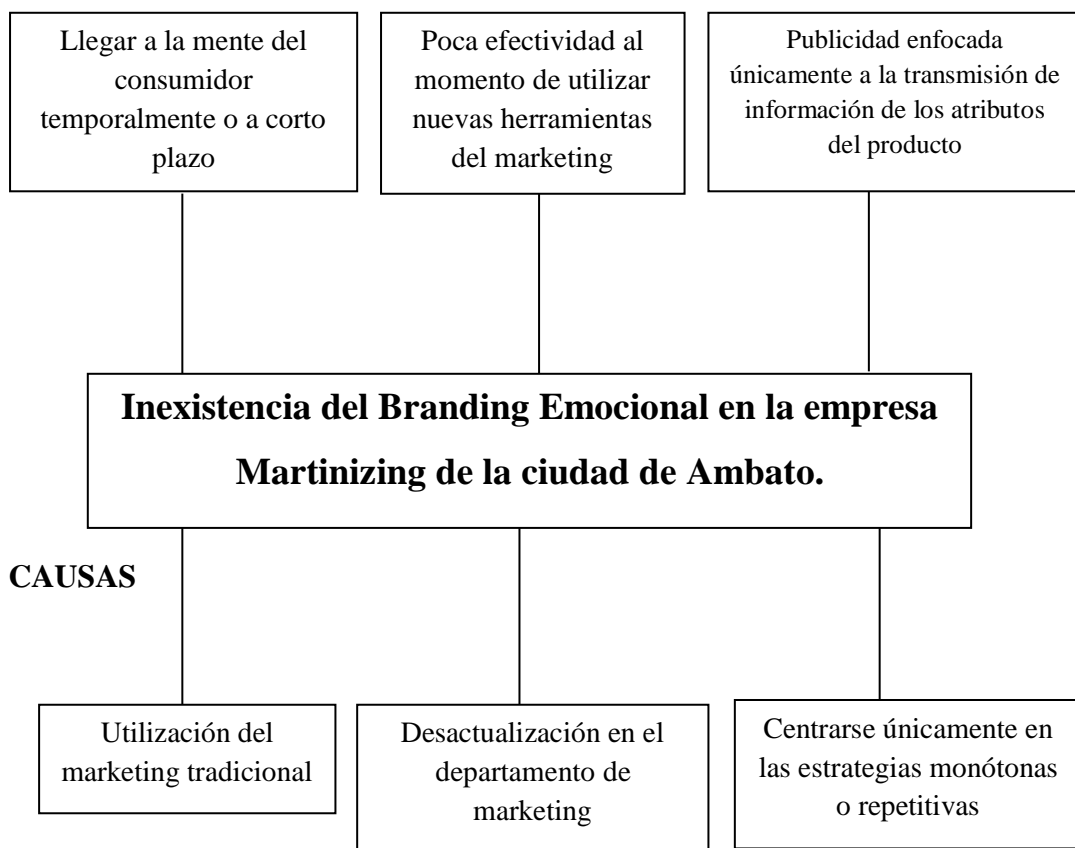 Llegar a la mente del
consumidor
temporalmente o a corto
plazo
Poca efectividad al
momento de utilizar
nuevas herramientas
del marketing
Publicidad enfocada
únicamente a la transmisión de
información de los atributos
del producto
Inexistencia del Branding Emocional en la empresa
Martinizing de la ciudad de Ambato.
CAUSAS
Utilización del
marketing tradicional
Desactualización en el
departamento de
marketing
Centrarse únicamente en
las estrategias monótonas
o repetitivas